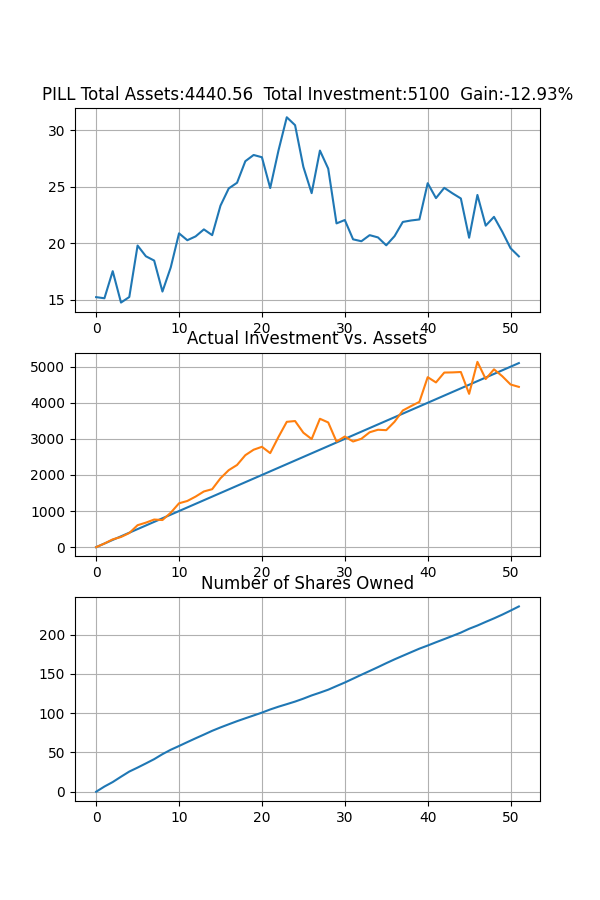 PILL Total Assets:4440.56  Total Investment:5100  Gain:-12.93%
30
25
20
15
0 10 20 30 40 50
Actual Investment vs. Assets
5000
4000
3000
2000
1000
0
0 10 20 30 40 50
Number of Shares Owned
200
150
100
50
0
0 10 20 30 40 50